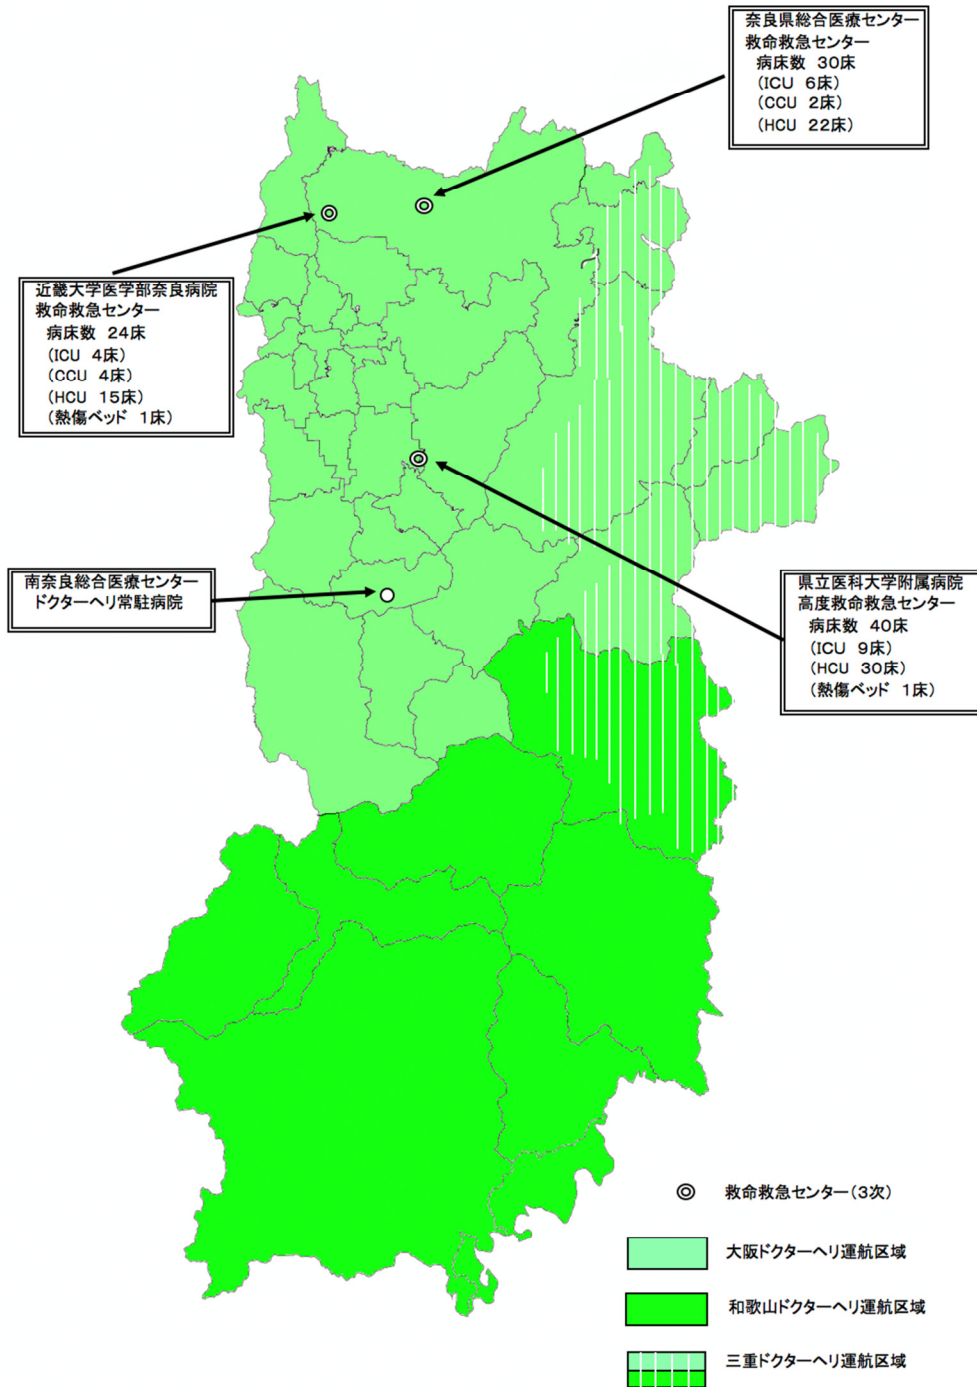 奈良県総合医療センター
救命救急センター
病床数 30床
(ICU 6床)
(CCU 2床)
(HCU 22床)
近畿大学医学部奈良病院
救命救急センター
病床数 24床
(ICU 4床)
(CCU 4床)
(HCU 15床)
(熱傷ベッド 1床)
南奈良総合医療センター
ドクターヘリ常駐病院
県立医科大学附属病院
高度救命救急センター
病床数 40床
(ICU 9床)
(HCU 30床)
(熱傷ベッド 1床)
救命救急センター(3次)
大阪ドクターヘリ運航区域
和歌山ドクターヘリ運航区域
三重ドクターヘリ運航区域